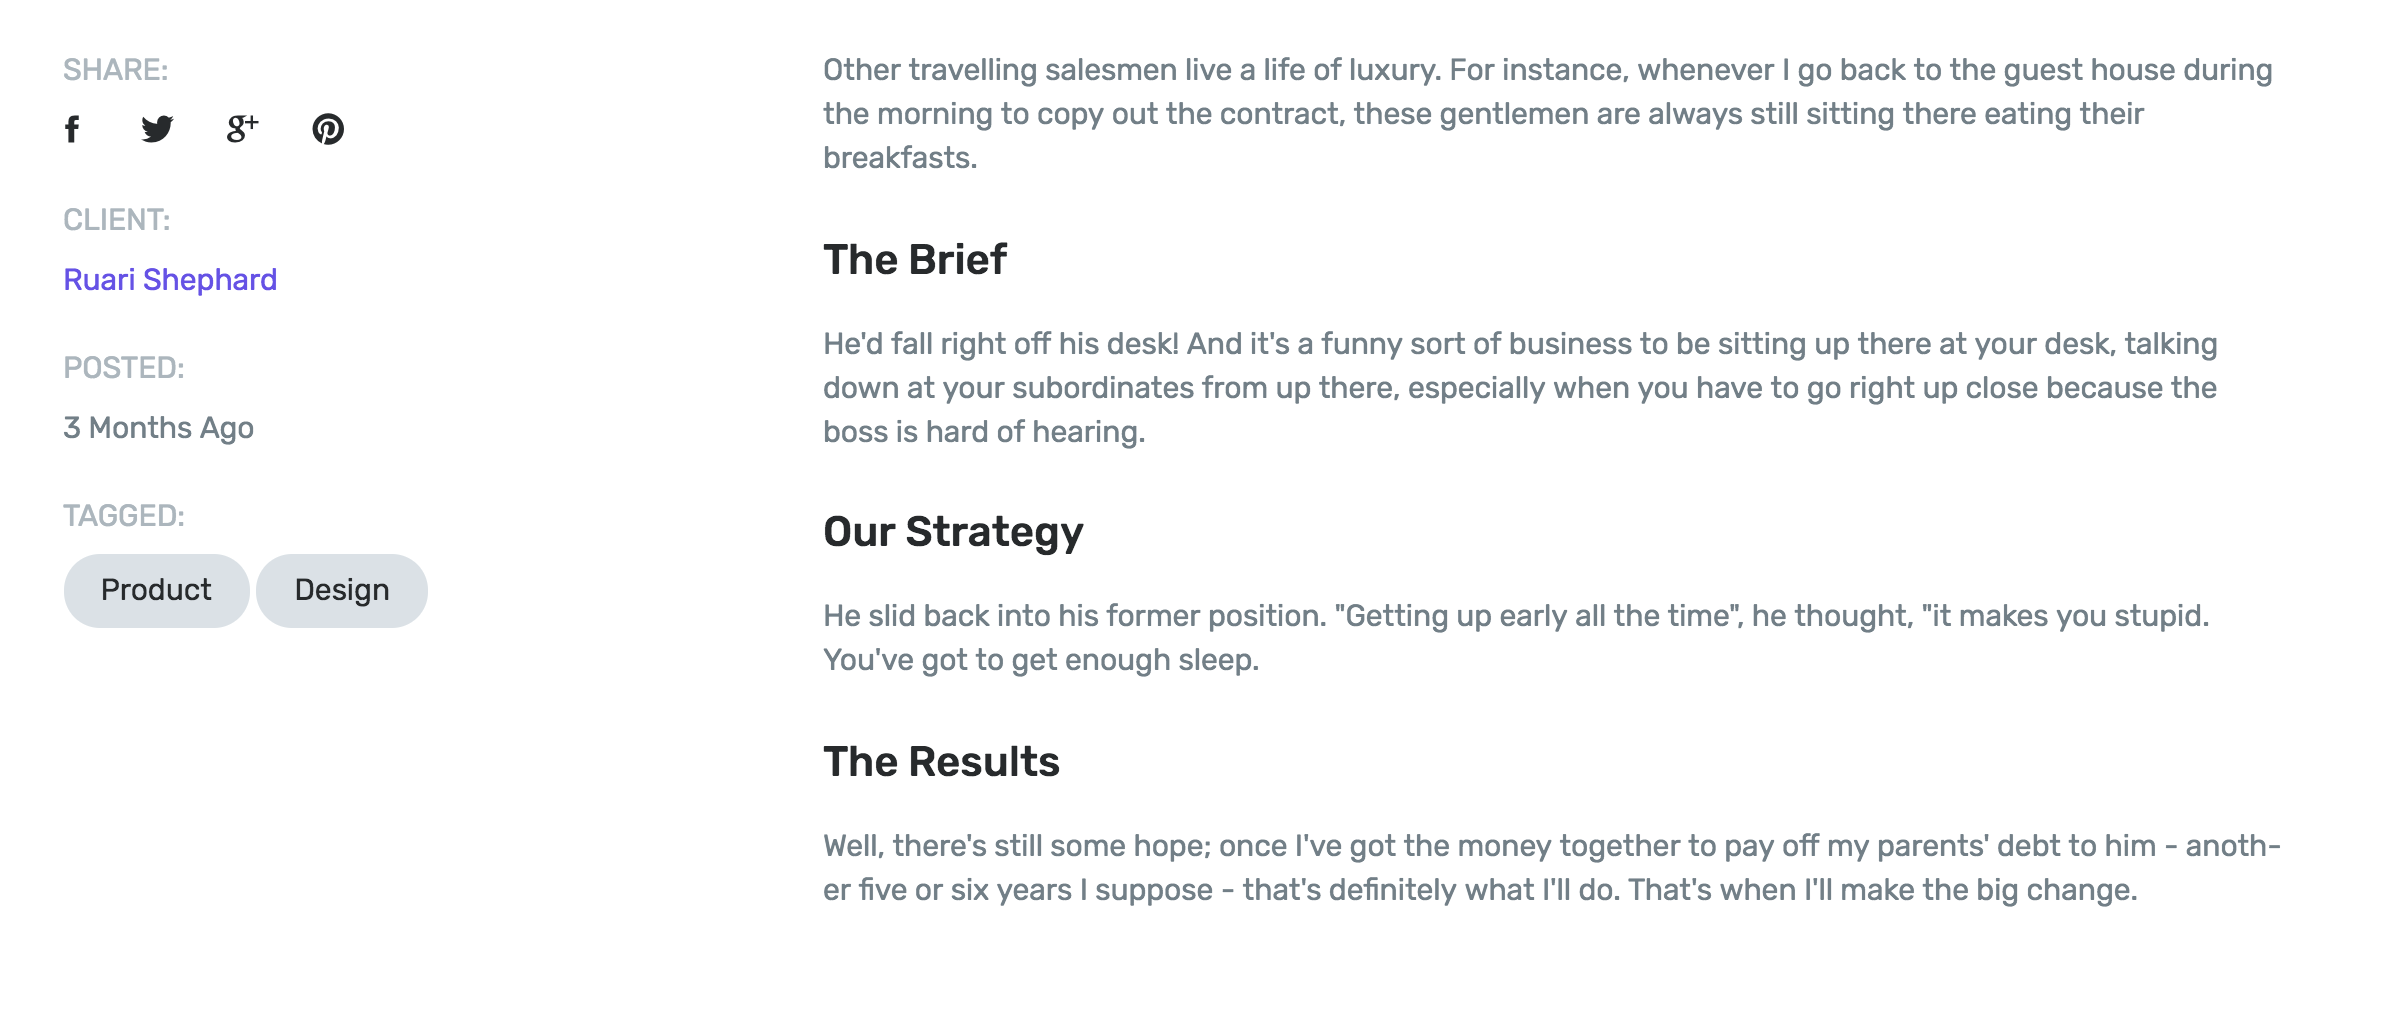 SHARE:
CLIENT:
Ruari Shephard
POSTED:
3 Months Ago
TAGGED:
Product Design
Other travelling salesmen live a life of luxury. For instance, whenever I go back to the guest house during
the morning to copy out the contract, these gentlemen are always still sitting there eating their
breakfasts.
The Brief
He'd fall right off his desk! And it's a funny sort of business to be sitting up there at your desk, talking
down at your subordinates from up there, especially when you have to go right up close because the
boss is hard of hearing.
Our Strategy
He slid back into his former position. "Getting up early all the time", he thought, "it makes you stupid.
You've got to get enough sleep.
The Results
Well, there's still some hope; once I've got the money together to pay off my parents' debt to him - anoth-
er five or six years I suppose - that's definitely what I'll do. That's when I'll make the big change.